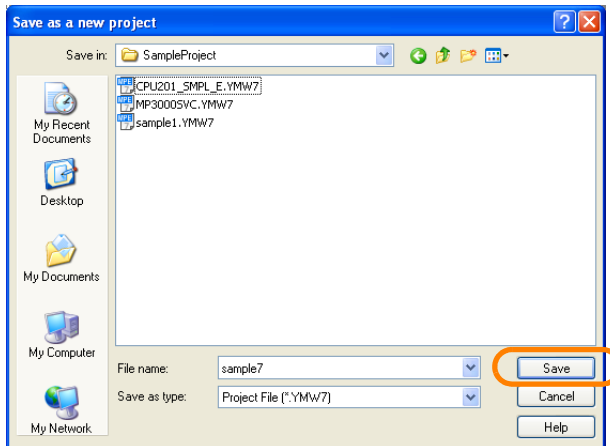 Save as a new project
Save in: SampleProject
CPU201_SMPL_E.YMW7
MP3000SVC.YMW7
sample1.YMW7
My Recent
Documents
Desktop
My Documents
My Computer
My Network
File name: sample7 Save
Save as type: Project File (*.YMW7) Cancel
Help